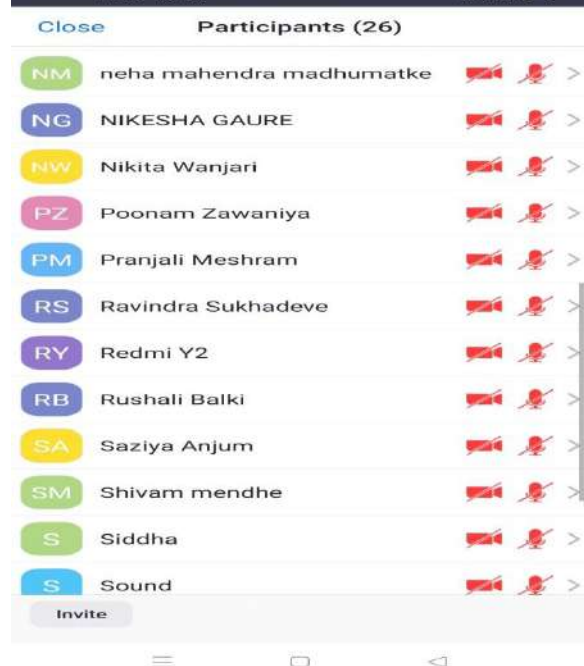 Close Participants (26)
NM neha mahendra madhumatke
NG NIKESHA GAURE
NW Nikita Wanjari
PZ Poonam Zawaniya
PM Pranjali Meshram
RS Ravindra Sukhadeve
RY Redmi Y2
RB Rushali Balki
SA Saziya Anjum
SM Shivam mendhe
S Siddha
S Sound
Invite